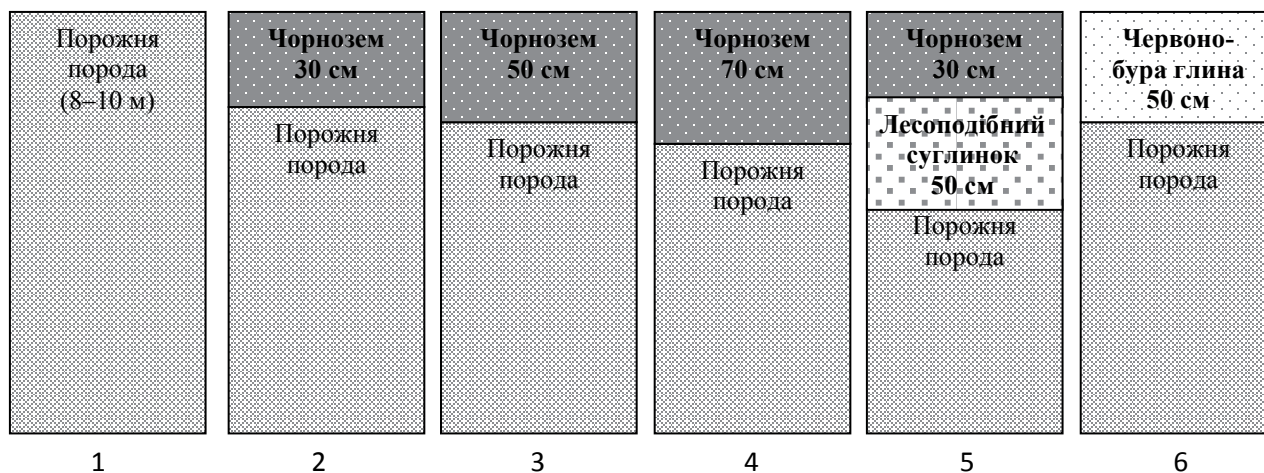 Порожня
порода
(8–10 м)
Чорнозем
30 см
Порожня
порода
Чорнозем
50 см
Порожня
порода
Чорнозем
70 см
Порожня
порода
Чорнозем
30 см
Лесоподібний
суглинок
50 см
Порожня
порода
Червоно-
бура глина
50 см
Порожня
порода
1
2
3
4
5
6